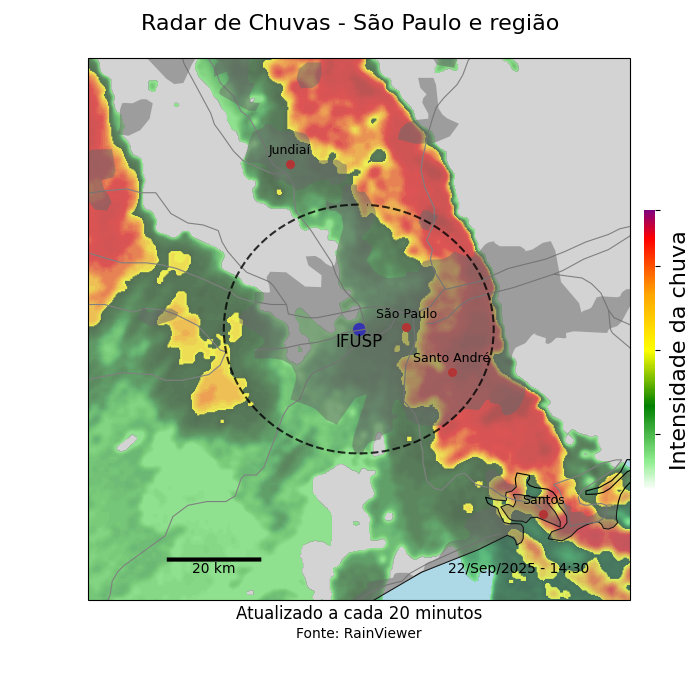 Radar de Chuvas - São Paulo e região
Jundiaí
São Paulo
IFUSP
Santo André
Santos
20 km
22/Sep/2025 - 14:30
Intensidade da chuva
Atualizado a cada 20 minutos
Fonte: RainViewer